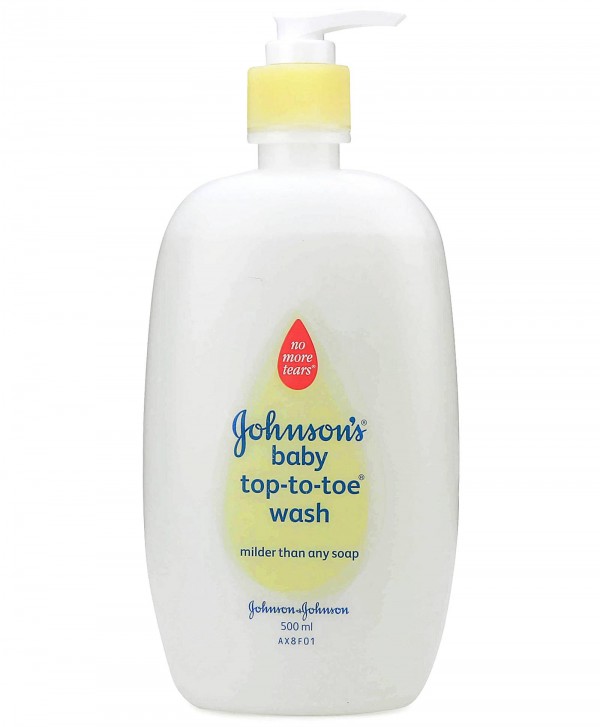 no
more
tears®
Johnson's®
baby
top-to-toe®
wash
milder than any soap
Johnson & Johnson
500 ml
AX8F01